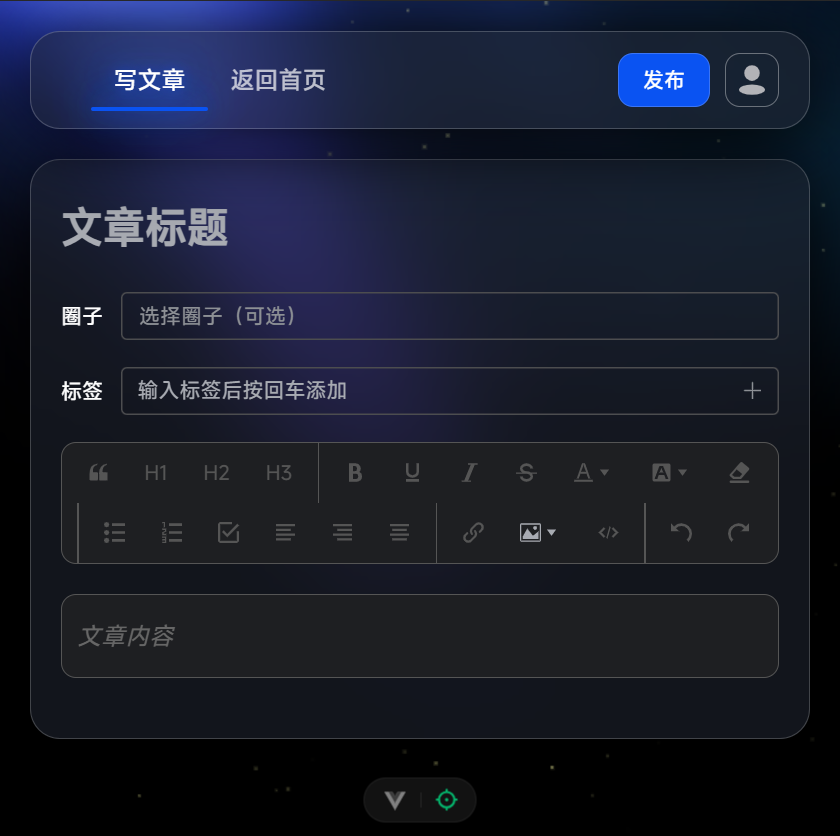 写文章 返回首页 发布
文章标题
圈子 选择圈子（可选）
标签 输入标签后按回车添加
H1 H2 H3 B U I S A A
文章内容